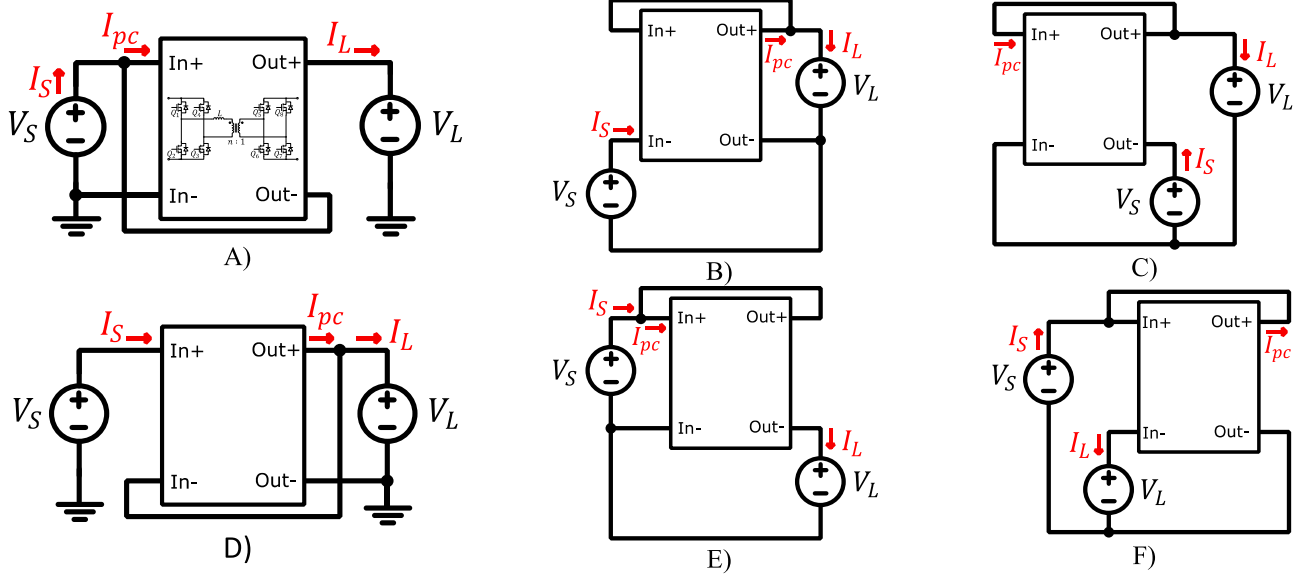 I_pc
I_L
In+
Out+
I_S
V_S
L
n : 1
V_L
In-
Out-
A)
In+
Out+
I_pc
I_L
V_L
I_S
In-
Out-
V_S
B)
In+
Out+
I_pc
I_L
V_L
In-
Out-
I_S
V_S
C)
I_S
I_pc
I_L
In+
Out+
V_S
V_L
In-
Out-
D)
I_S
In+
Out+
I_pc
V_S
In-
Out-
I_L
V_L
E)
I_S
In+
Out+
I_pc
V_S
I_L
In-
Out-
V_L
F)